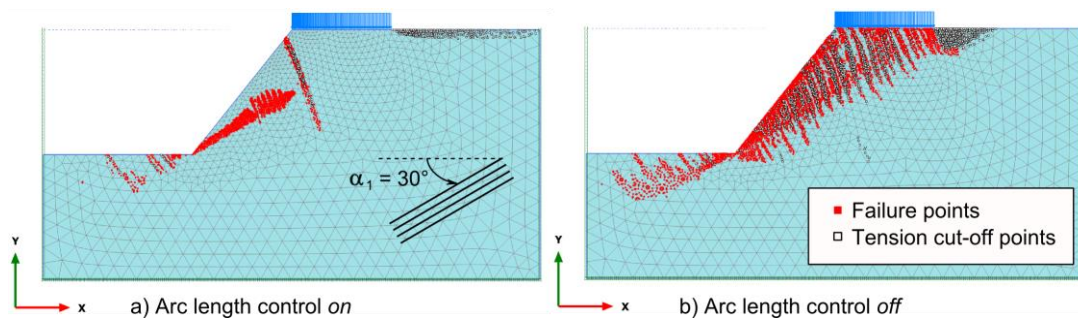 α₁ = 30°
Y
X
a) Arc length control on
Failure points
Tension cut-off points
Y
X
b) Arc length control off